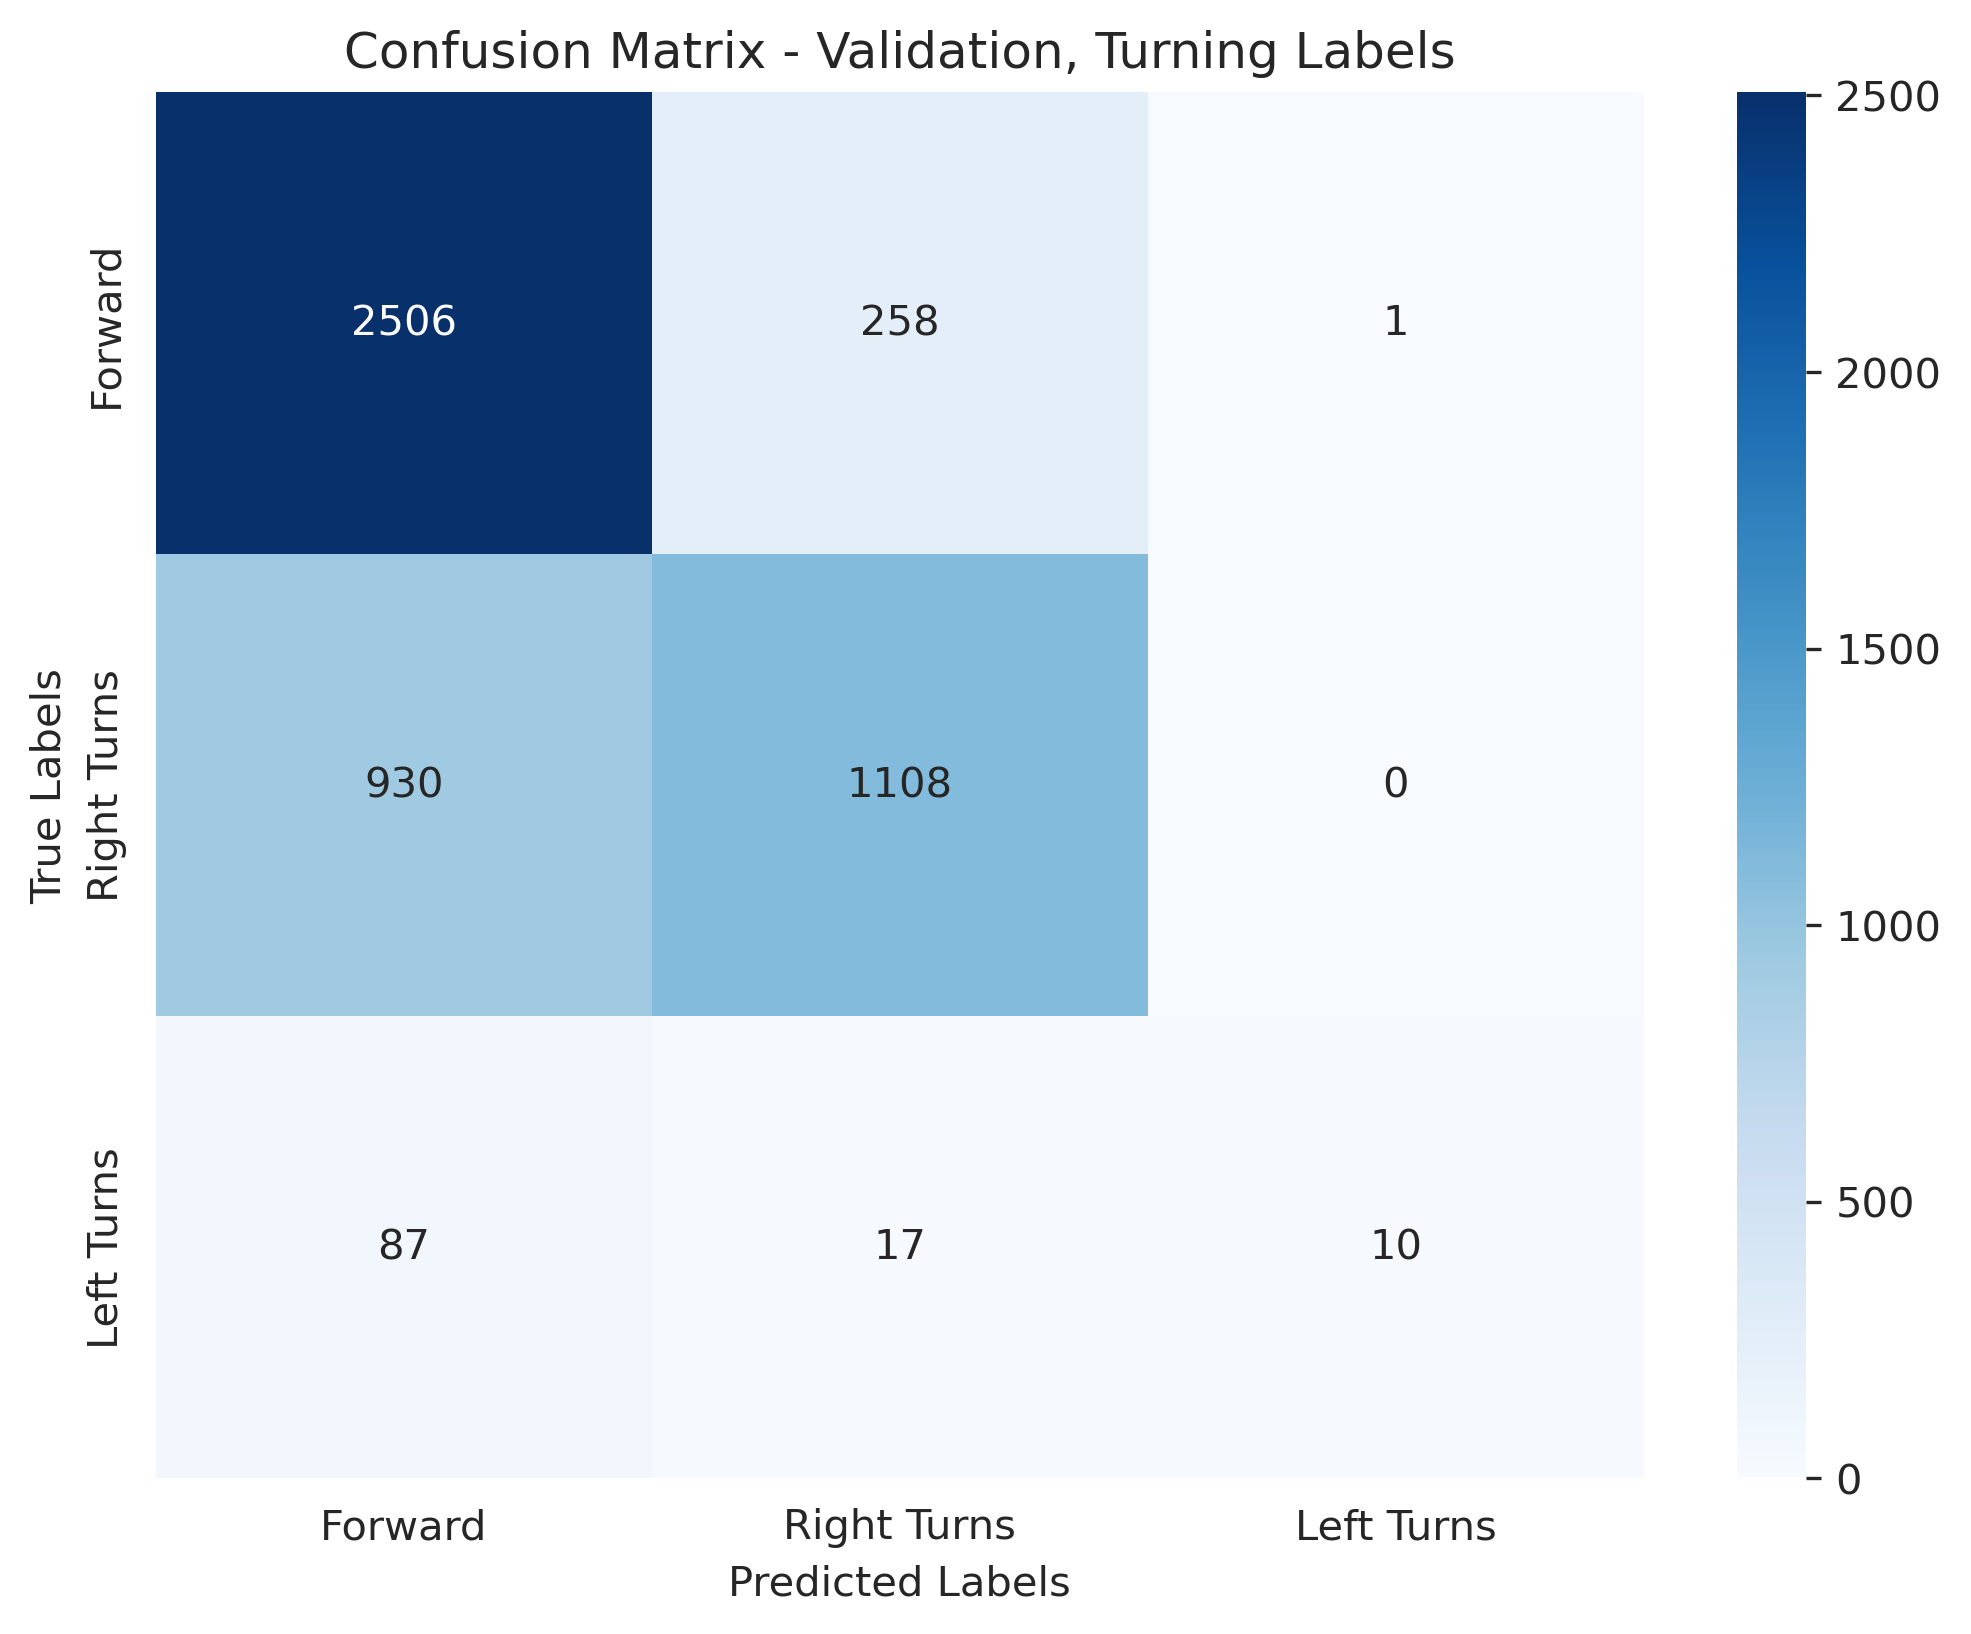 Confusion Matrix - Validation, Turning Labels
2506 258 1
930 1108 0
87 17 10
Forward
Right Turns
Left Turns
True Labels
Forward Right Turns Left Turns
Predicted Labels
2500
2000
1500
1000
500
0